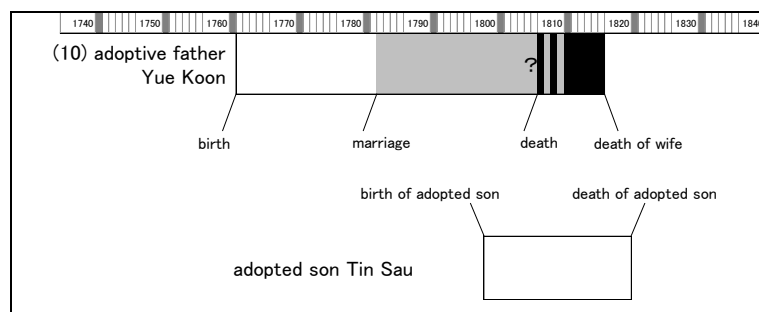 1740 1750 1760 1770 1780 1790 1800 1810 1820 1830 184
(10) adoptive father
Yue Koon
?
birth marriage death death of wife
birth of adopted son death of adopted son
adopted son Tin Sau